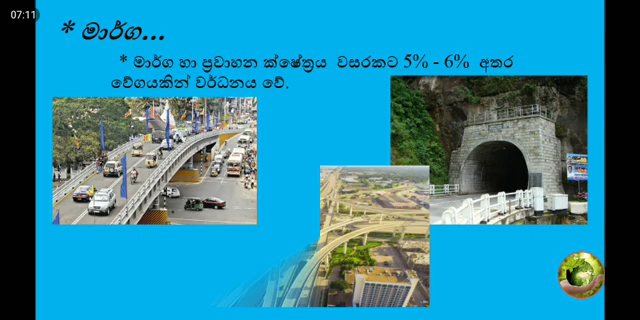 07:11
* මාර්ග...
* මාර්ග හා ප්‍රවාහන ක්ෂේත්‍රය වසරකට 5% - 6% අතර
වේගයකින් වර්ධනය වේ.